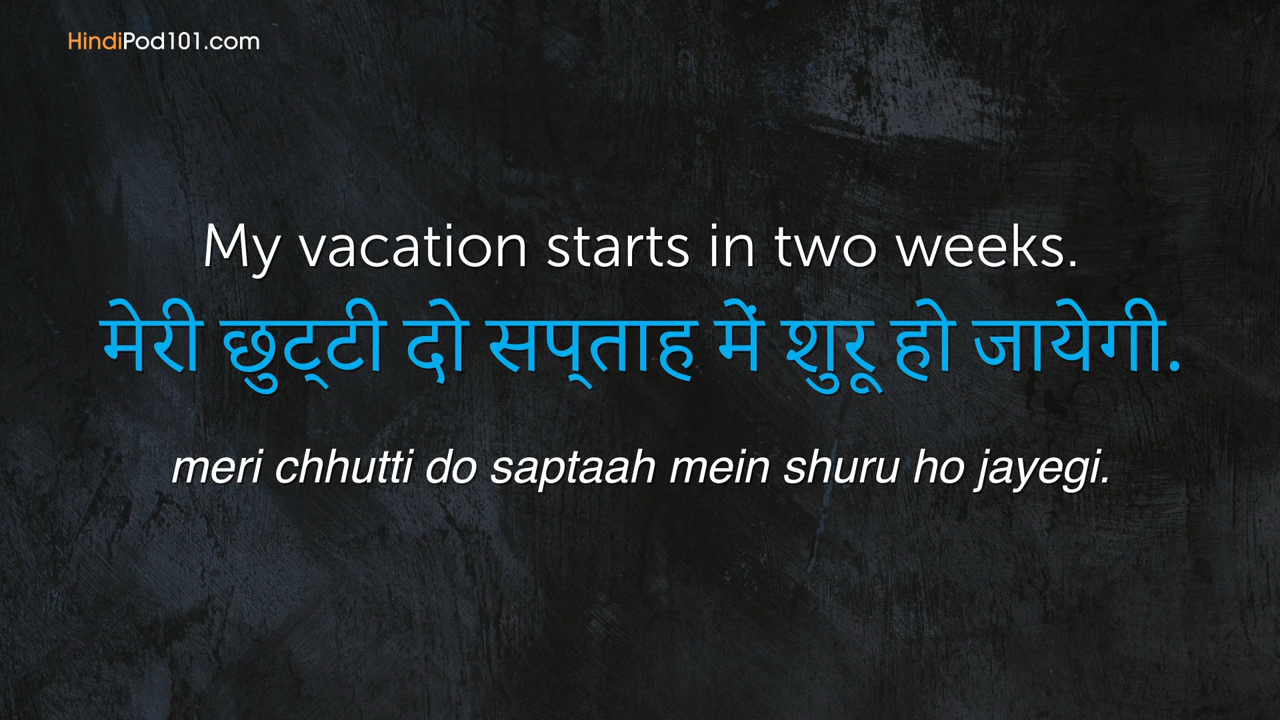 HindiPod101.com
My vacation starts in two weeks.
मेरी छुट्टी दो सप्ताह में शुरू हो जायेगी.
meri chhutti do saptaah mein shuru ho jayegi.